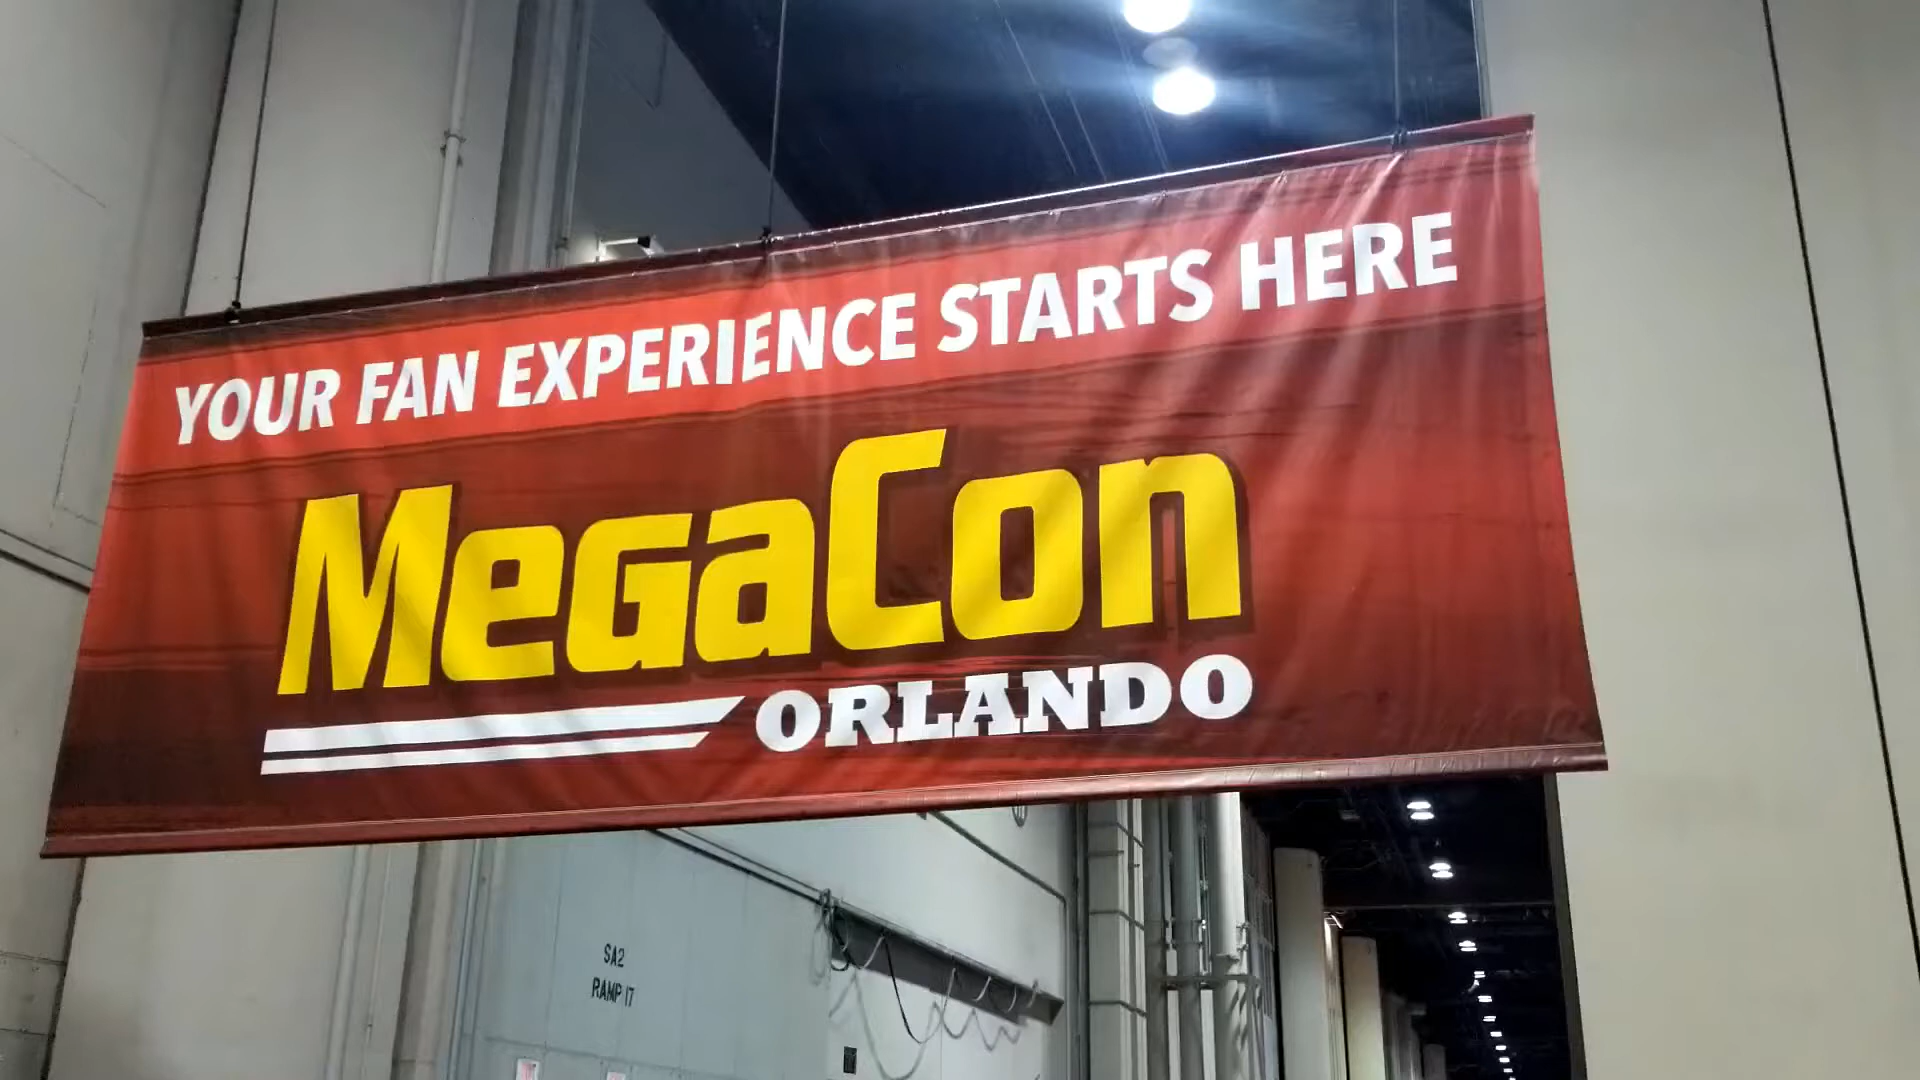 YOUR FAN EXPERIENCE STARTS HERE
MEGACON
ORLANDO
SA2
RAMP 17